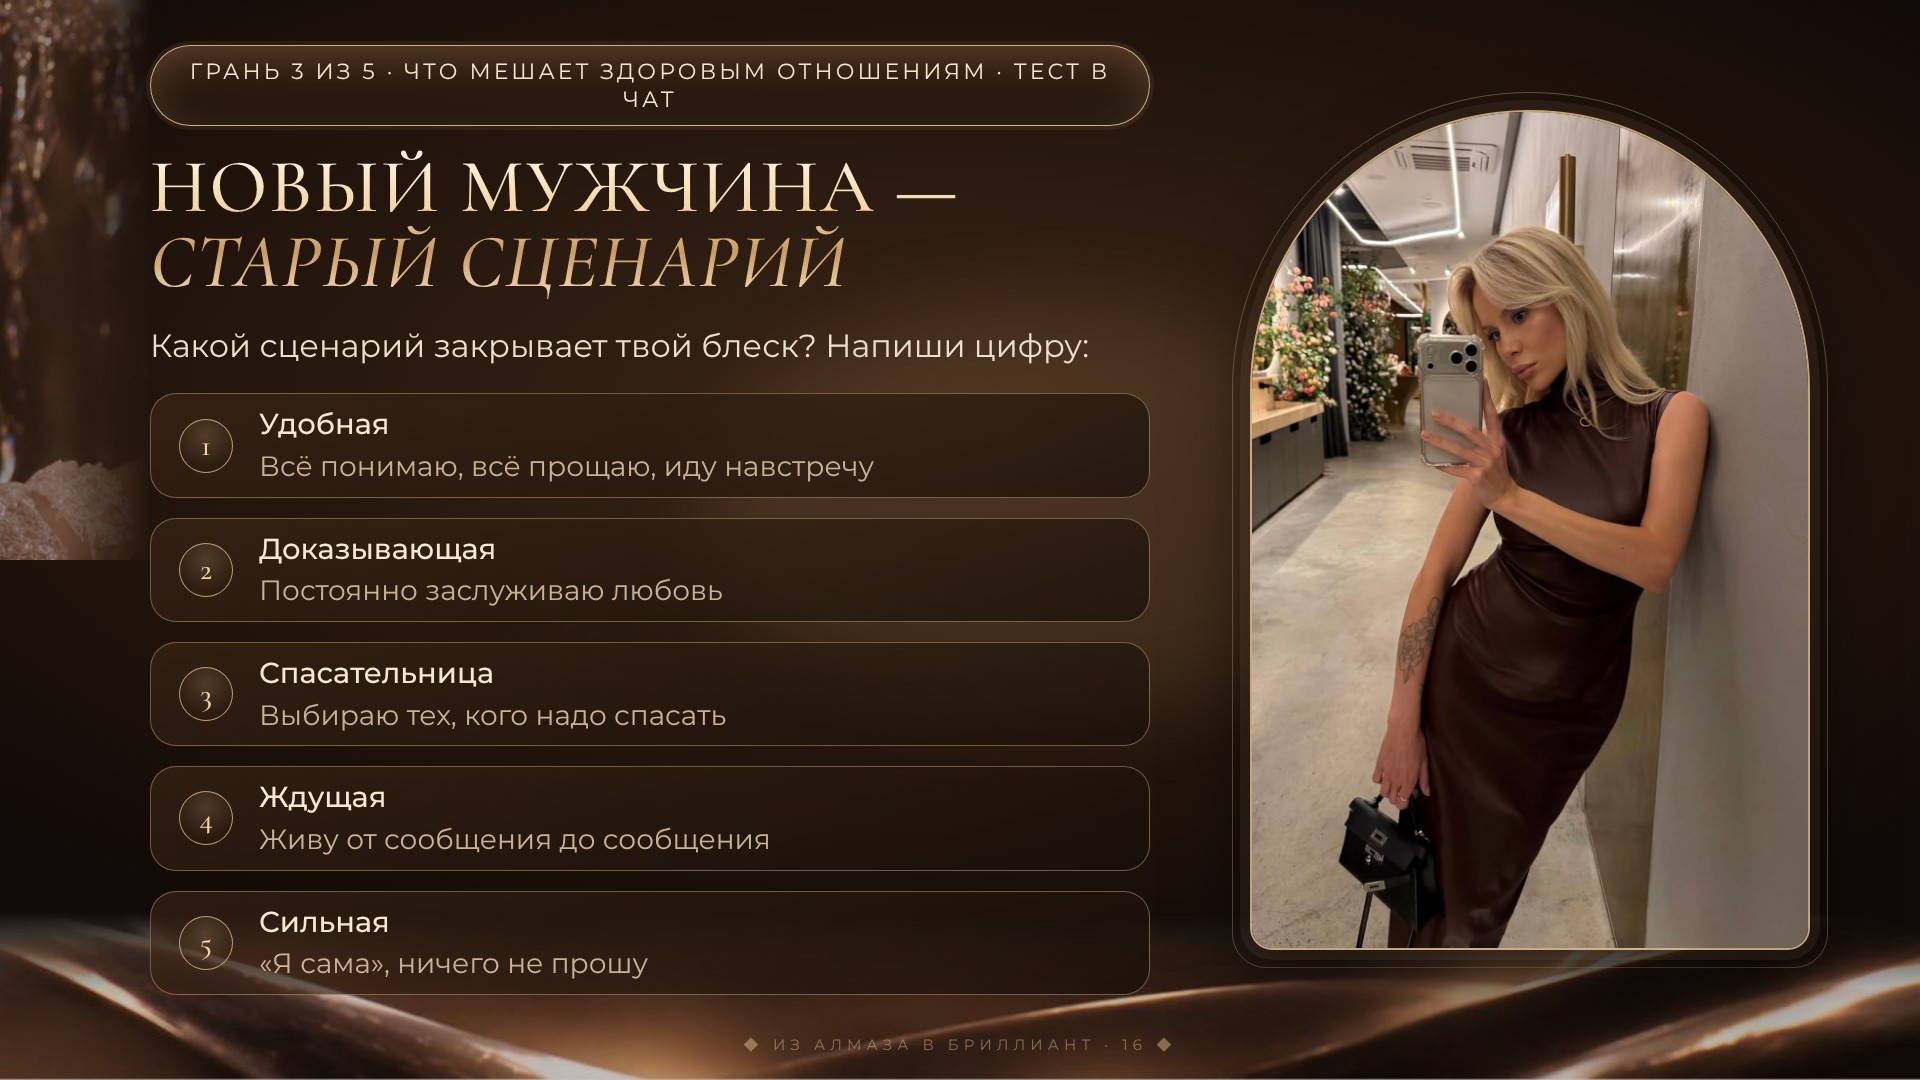 ГРАНЬ 3 ИЗ 5 · ЧТО МЕШАЕТ ЗДОРОВЫМ ОТНОШЕНИЯМ · ТЕСТ В
ЧАТ
НОВЫЙ МУЖЧИНА —
СТАРЫЙ СЦЕНАРИЙ
Какой сценарий закрывает твой блеск? Напиши цифру:
1
Удобная
Всё понимаю, всё прощаю, иду навстречу
2
Доказывающая
Постоянно заслуживаю любовь
3
Спасательница
Выбираю тех, кого надо спасать
4
Ждущая
Живу от сообщения до сообщения
5
Сильная
«Я сама», ничего не прошу
◆ ИЗ АЛМАЗА В БРИЛЛИАНТ · 16 ◆